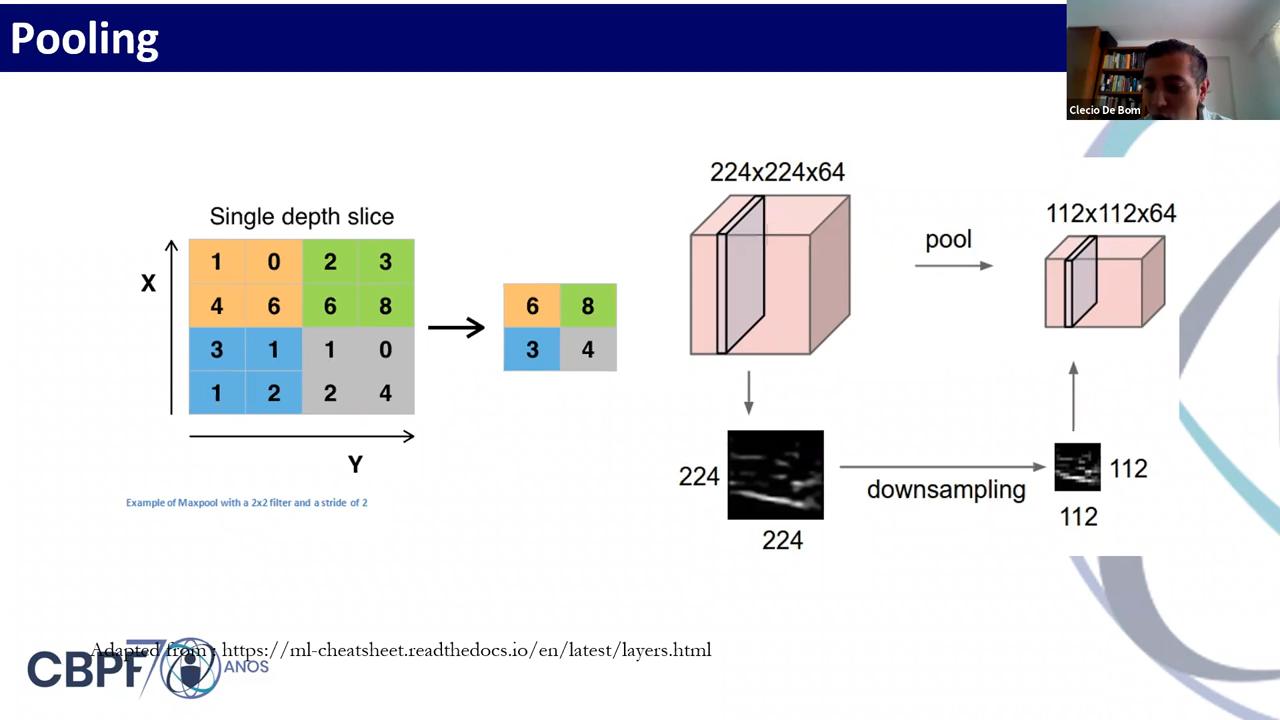 Pooling
Clecio De Bom
Single depth slice
X
1 0 2 3
4 6 6 8
3 1 1 0
1 2 2 4
Y
6 8
3 4
Example of Maxpool with a 2x2 filter and a stride of 2
224x224x64
pool
112x112x64
224
224
downsampling
112
112
Adapted from : https://ml-cheatsheet.readthedocs.io/en/latest/layers.html
CBPF 70 ANOS